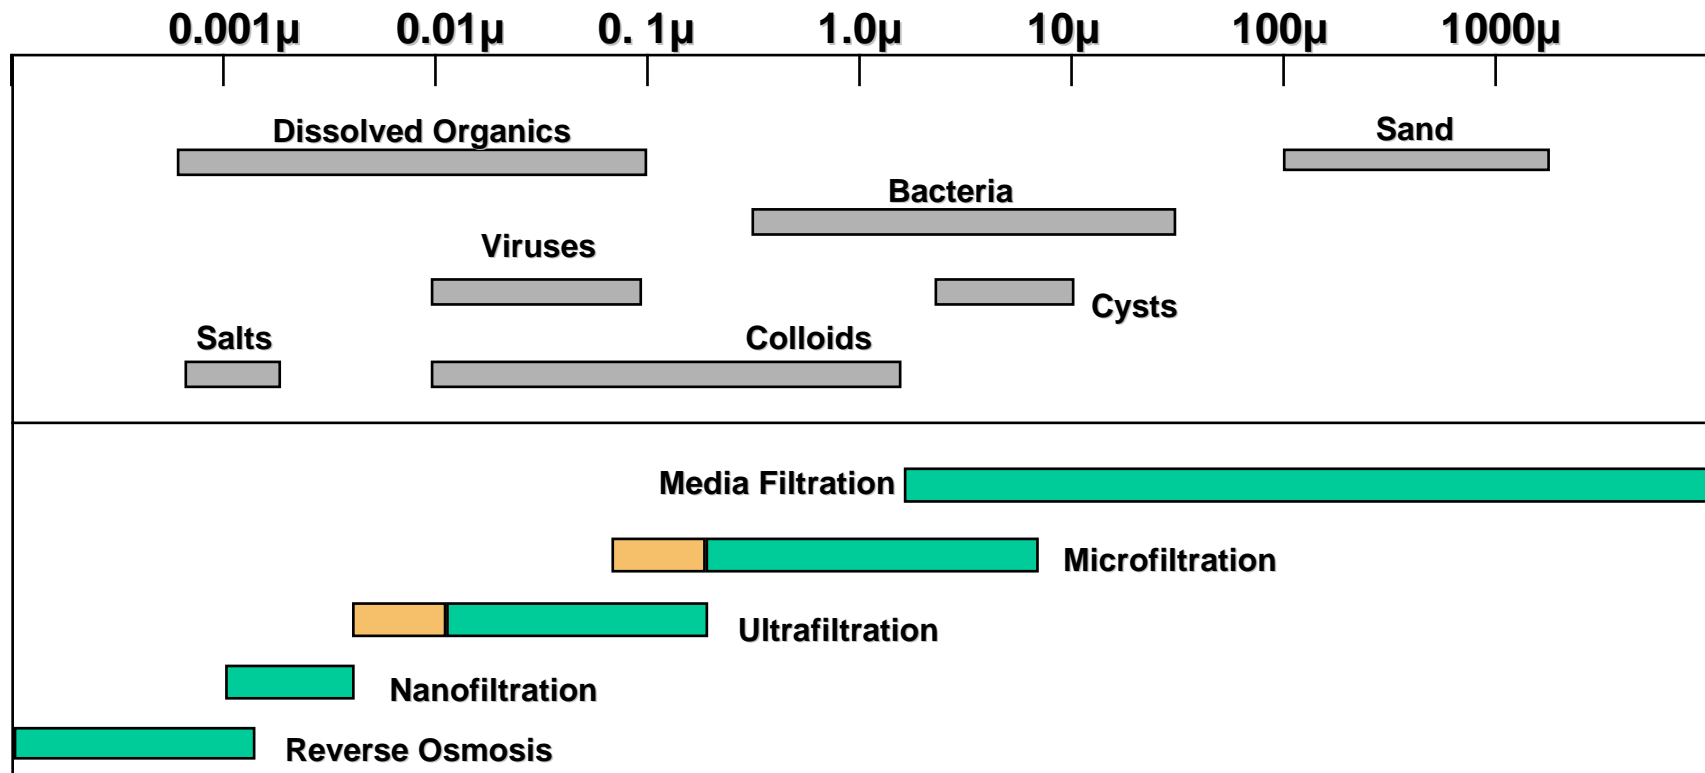 0.001µ 0.01µ 0. 1µ 1.0µ 10µ 100µ 1000µ
Dissolved Organics
Sand
Bacteria
Viruses
Cysts
Salts
Colloids
Media Filtration
Microfiltration
Ultrafiltration
Nanofiltration
Reverse Osmosis